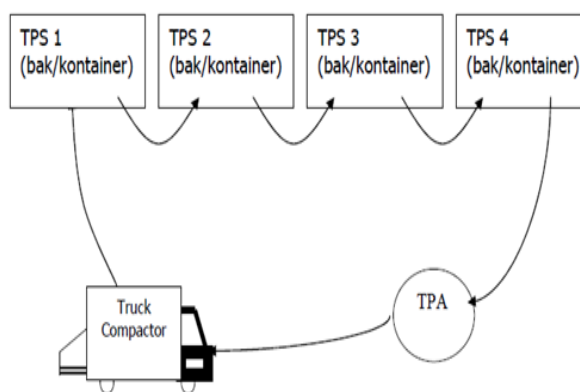 TPS 1
(bak/kontainer)
TPS 2
(bak/kontainer)
TPS 3
(bak/kontainer)
TPS 4
(bak/kontainer)
Truck
Compactor
TPA